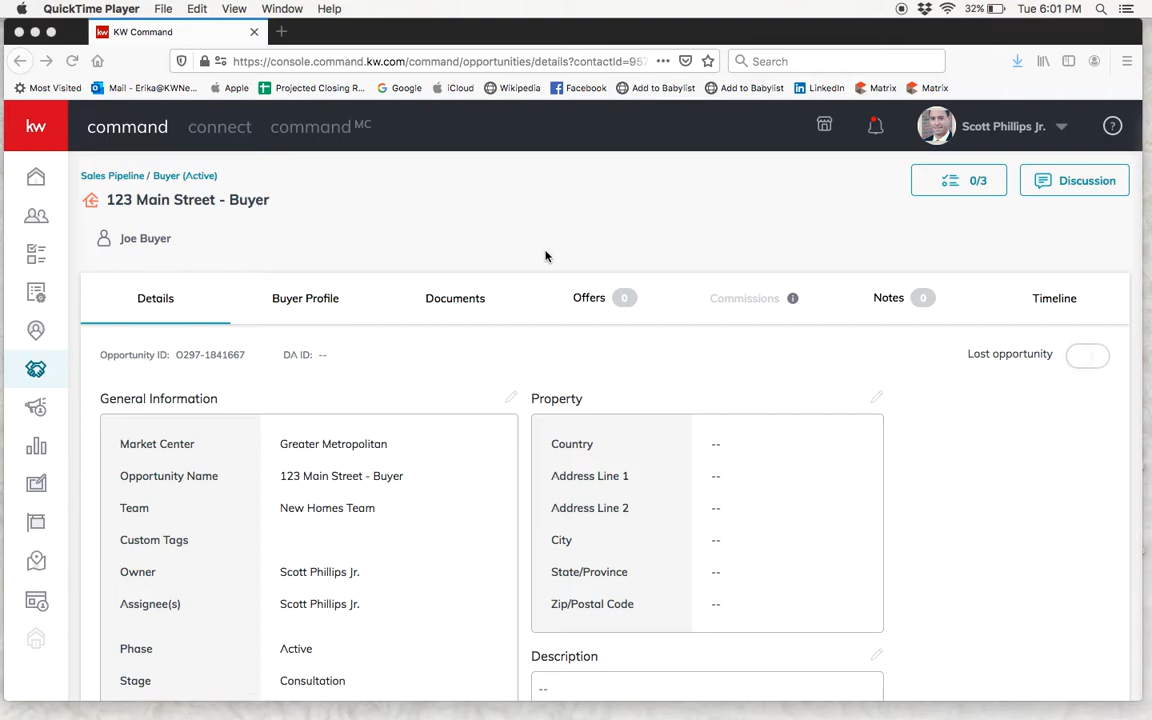 QuickTime Player File Edit View Window Help 32% Tue 6:01 PM
kw KW Command
https://console.command.kw.com/command/opportunities/details?contactId=957 Search
Most Visited Mail - Erika@KWNe... Apple Projected Closing R... Google iCloud Wikipedia Facebook Add to Babylist Add to Babylist LinkedIn Matrix Matrix
kw command connect command MC Scott Phillips Jr. ?
Sales Pipeline / Buyer (Active)
0/3 Discussion
123 Main Street - Buyer
Joe Buyer
Details Buyer Profile Documents Offers 0 Commissions i Notes 0 Timeline
Opportunity ID: O297-1841667 DA ID: -- Lost opportunity
General Information Property
Market Center Greater Metropolitan Country --
Opportunity Name 123 Main Street - Buyer Address Line 1 --
Team New Homes Team Address Line 2 --
Custom Tags City --
Owner Scott Phillips Jr. State/Province --
Assignee(s) Scott Phillips Jr. Zip/Postal Code --
Phase Active Description
Stage Consultation --